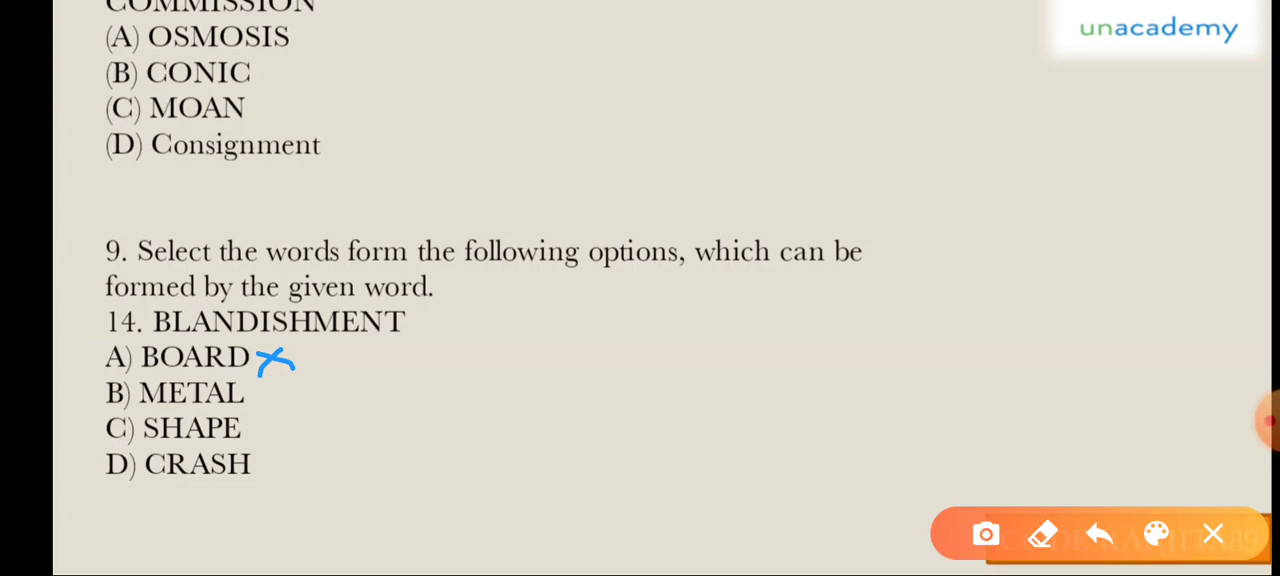 COMMISSION
unacademy
(A) OSMOSIS
(B) CONIC
(C) MOAN
(D) Consignment
9. Select the words form the following options, which can be
formed by the given word.
14. BLANDISHMENT
A) BOARD
B) METAL
C) SHAPE
D) CRASH